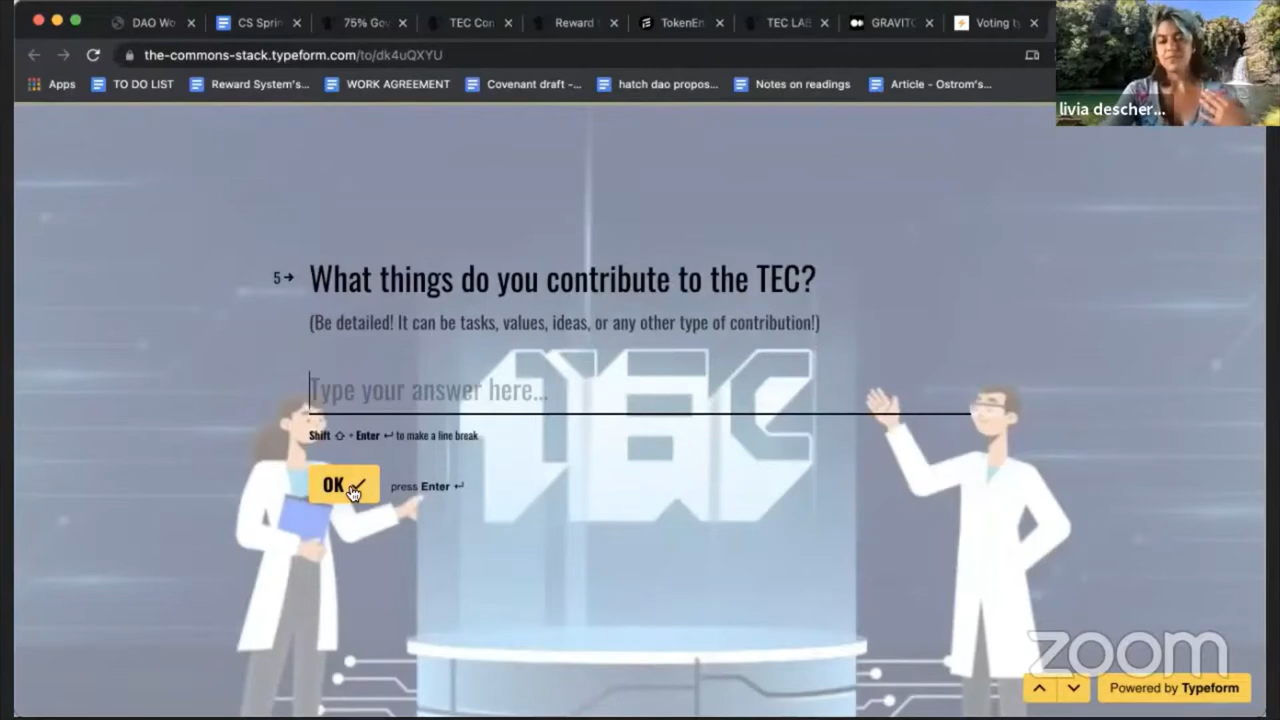 DAO Wo
CS Sprin
75% Gov
TEC Con
Reward
TokenEn
TEC LAB
GRAVITO
Voting t
the-commons-stack.typeform.com/to/dk4uQXYU
Apps
TO DO LIST
Reward System's...
WORK AGREEMENT
Covenant draft -...
hatch dao propos...
Notes on readings
Article - Ostrom's...
livia descher...
5
What things do you contribute to the TEC?
(Be detailed! It can be tasks, values, ideas, or any other type of contribution!)
Type your answer here...
Shift ⇧ + Enter ↵ to make a line break
OK
press Enter ↵
TEC
zoom
Powered by Typeform